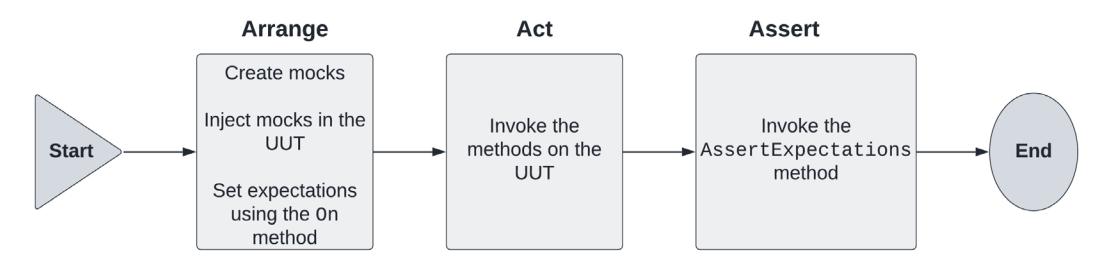 Arrange
Act
Assert
Start
Create mocks
Inject mocks in the
UUT
Set expectations
using the On
method
Invoke the
methods on the
UUT
Invoke the
AssertExpectations
method
End